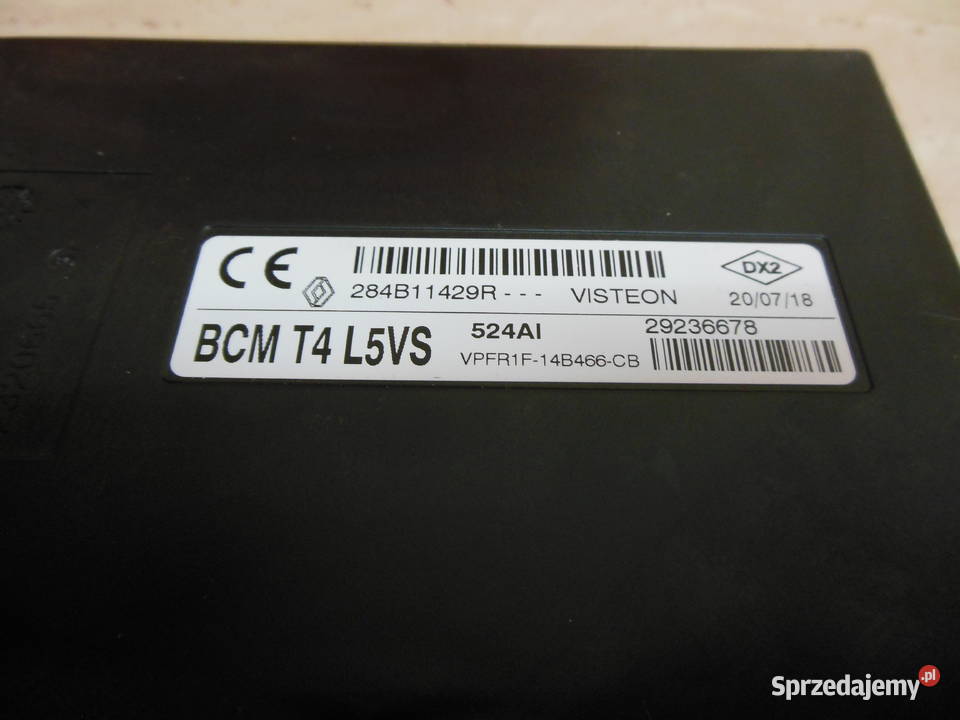 CE
284B11429R - - - VISTEON
DX2
20/07/18
BCM T4 L5VS
524AI
29236678
VPFR1F-14B466-CB
Sprzedajemy.pl